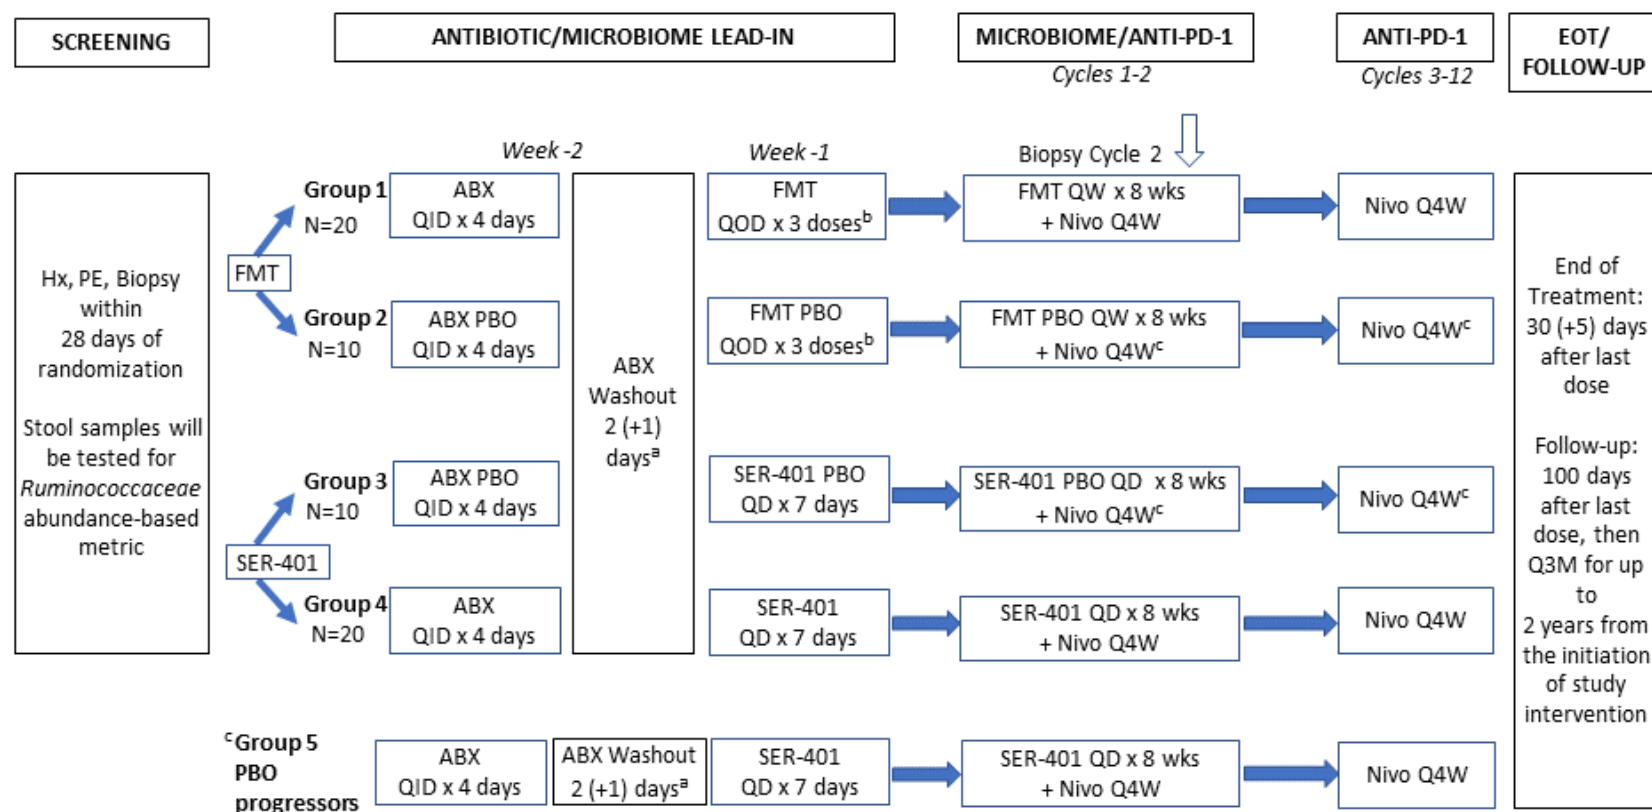 SCREENING
ANTIBIOTIC/MICROBIOME LEAD-IN
MICROBIOME/ANTI-PD-1
Cycles 1-2
ANTI-PD-1
Cycles 3-12
EOT/
FOLLOW-UP
Week -2
Week -1
Biopsy Cycle 2
Hx, PE, Biopsy
within
28 days of
randomization
Stool samples will
be tested for
Ruminococcaceae
abundance-based
metric
FMT
Group 1
N=20
ABX
QID x 4 days
FMT
QOD x 3 doses^b
FMT QW x 8 wks
+ Nivo Q4W
Nivo Q4W
Group 2
N=10
ABX PBO
QID x 4 days
FMT PBO
QOD x 3 doses^b
FMT PBO QW x 8 wks
+ Nivo Q4W^c
Nivo Q4W^c
ABX
Washout
2 (+1)
days^a
SER-401
Group 3
N=10
ABX PBO
QID x 4 days
SER-401 PBO
QD x 7 days
SER-401 PBO QD x 8 wks
+ Nivo Q4W^c
Nivo Q4W^c
Group 4
N=20
ABX
QID x 4 days
SER-401
QD x 7 days
SER-401 QD x 8 wks
+ Nivo Q4W
Nivo Q4W
^c Group 5
PBO
progressors
ABX
QID x 4 days
ABX Washout
2 (+1) days^a
SER-401
QD x 7 days
SER-401 QD x 8 wks
+ Nivo Q4W
Nivo Q4W
End of
Treatment:
30 (+5) days
after last
dose
Follow-up:
100 days
after last
dose, then
Q3M for up
to
2 years from
the initiation
of study
intervention